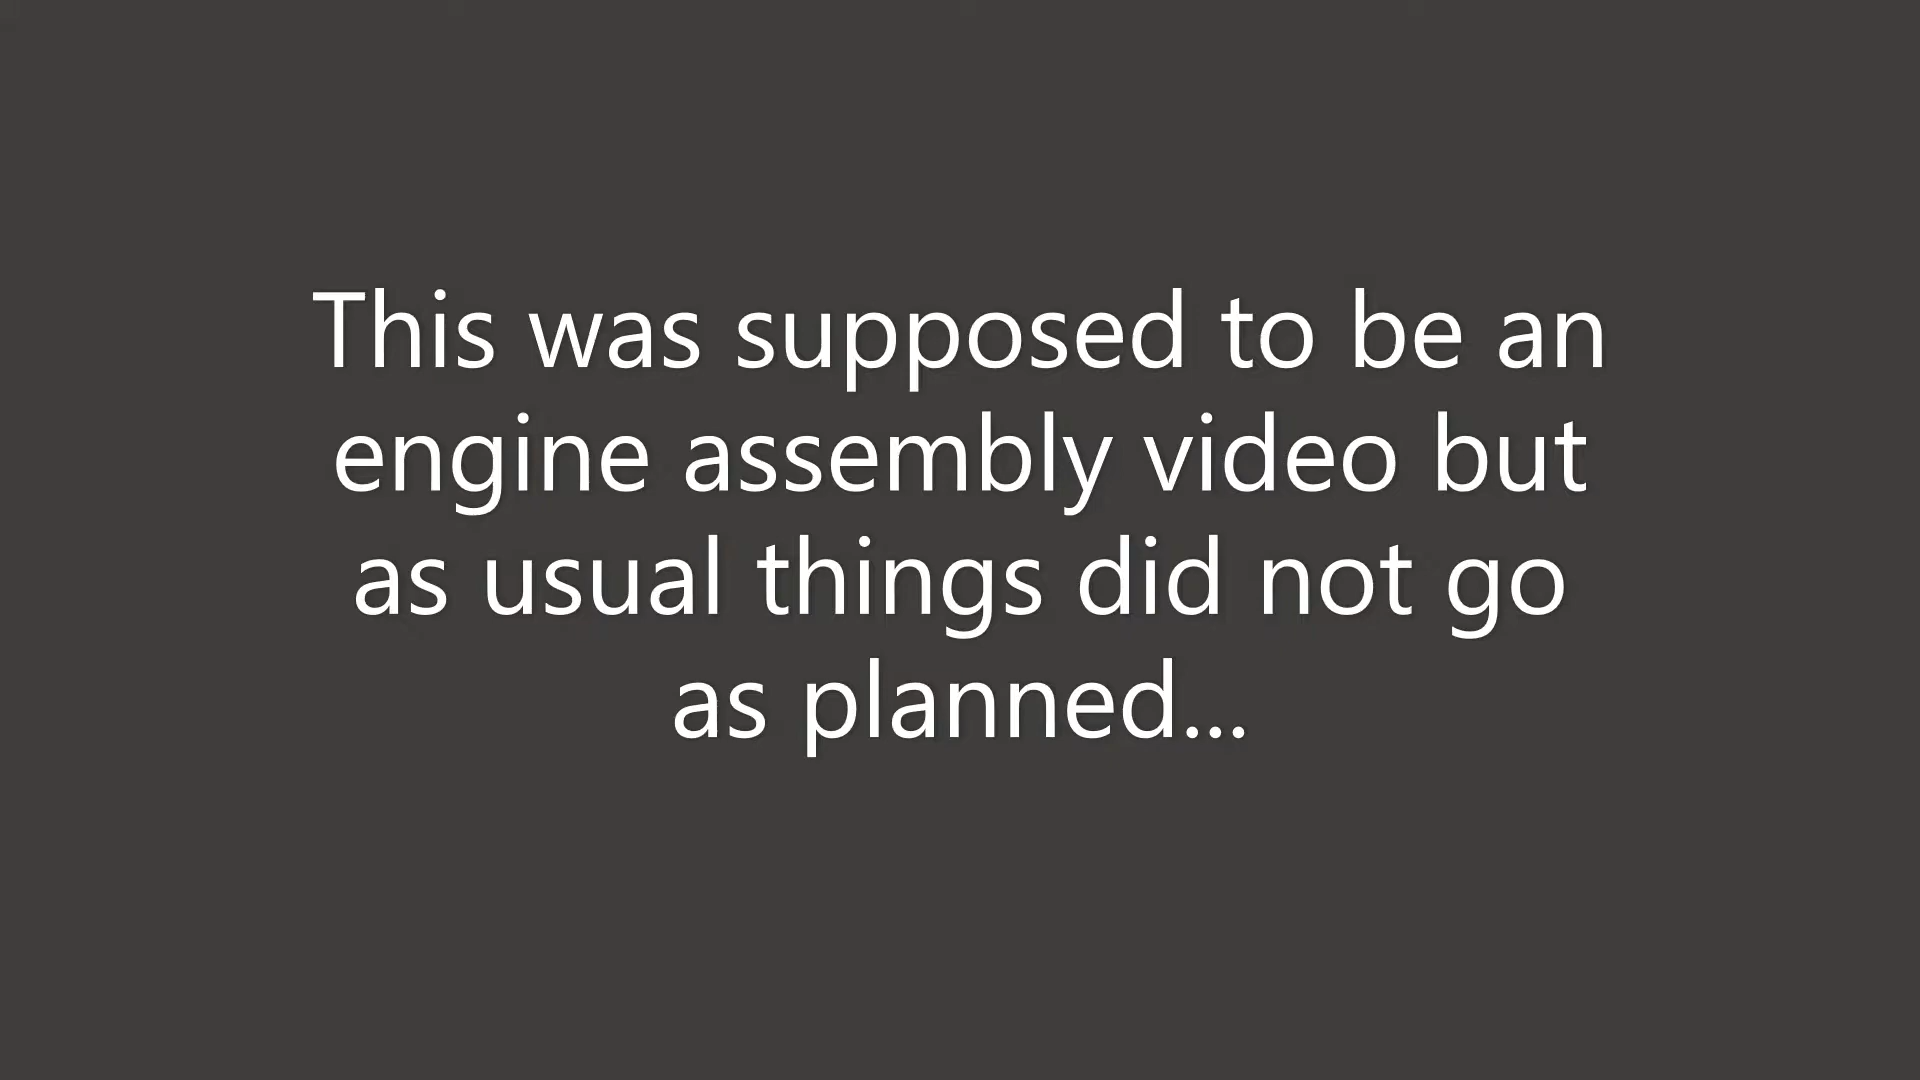 This was supposed to be an
engine assembly video but
as usual things did not go
as planned...